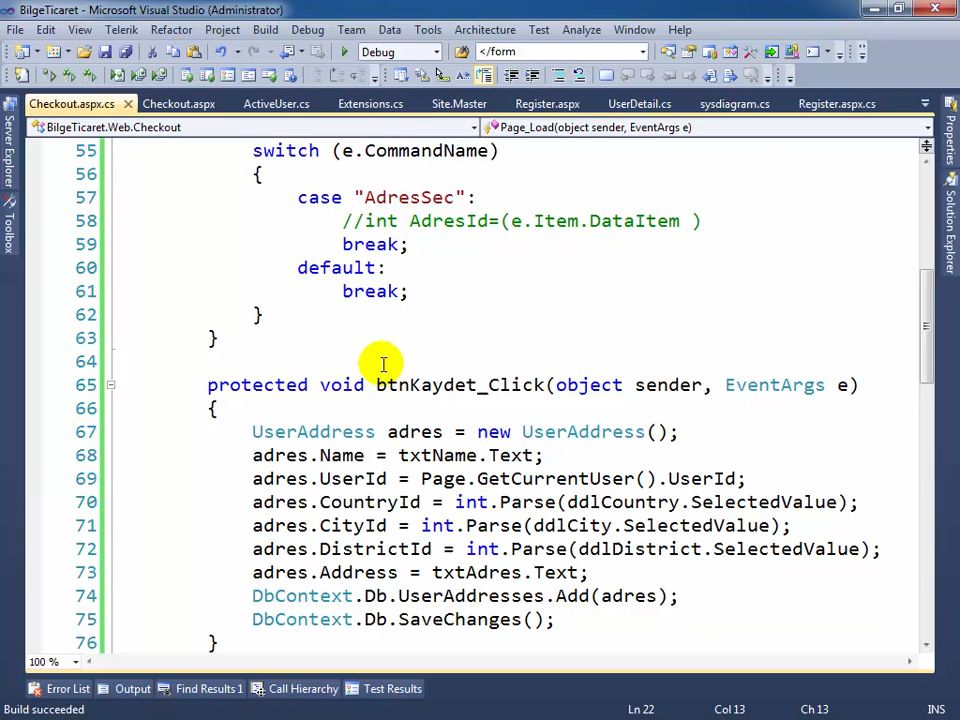 BilgeTicaret - Microsoft Visual Studio (Administrator)
File Edit View Telerik Refactor Project Build Debug Team Data Tools Architecture Test Analyze Window Help
Debug </form
Checkout.aspx.cs Checkout.aspx ActiveUser.cs Extensions.cs Site.Master Register.aspx UserDetail.cs sysdiagram.cs Register.aspx.cs
BilgeTicaret.Web.Checkout Page_Load(object sender, EventArgs e)
Server Explorer
Toolbox
Properties
Solution Explorer
55 switch (e.CommandName)
56 {
57 case "AdresSec":
58 //int AdresId=(e.Item.DataItem )
59 break;
60 default:
61 break;
62 }
63 }
64
65 protected void btnKaydet_Click(object sender, EventArgs e)
66 {
67 UserAddress adres = new UserAddress();
68 adres.Name = txtName.Text;
69 adres.UserId = Page.GetCurrentUser().UserId;
70 adres.CountryId = int.Parse(ddlCountry.SelectedValue);
71 adres.CityId = int.Parse(ddlCity.SelectedValue);
72 adres.DistrictId = int.Parse(ddlDistrict.SelectedValue);
73 adres.Address = txtAdres.Text;
74 DbContext.Db.UserAddresses.Add(adres);
75 DbContext.Db.SaveChanges();
76 }
100 %
Error List Output Find Results 1 Call Hierarchy Test Results
Build succeeded Ln 22 Col 13 Ch 13 INS